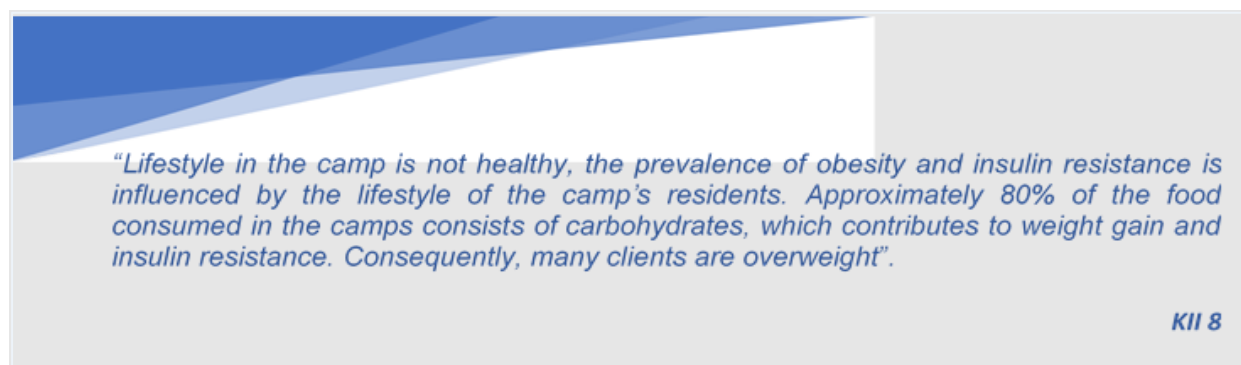 “Lifestyle in the camp is not healthy, the prevalence of obesity and insulin resistance is
influenced by the lifestyle of the camp’s residents. Approximately 80% of the food
consumed in the camps consists of carbohydrates, which contributes to weight gain and
insulin resistance. Consequently, many clients are overweight”.
KII 8